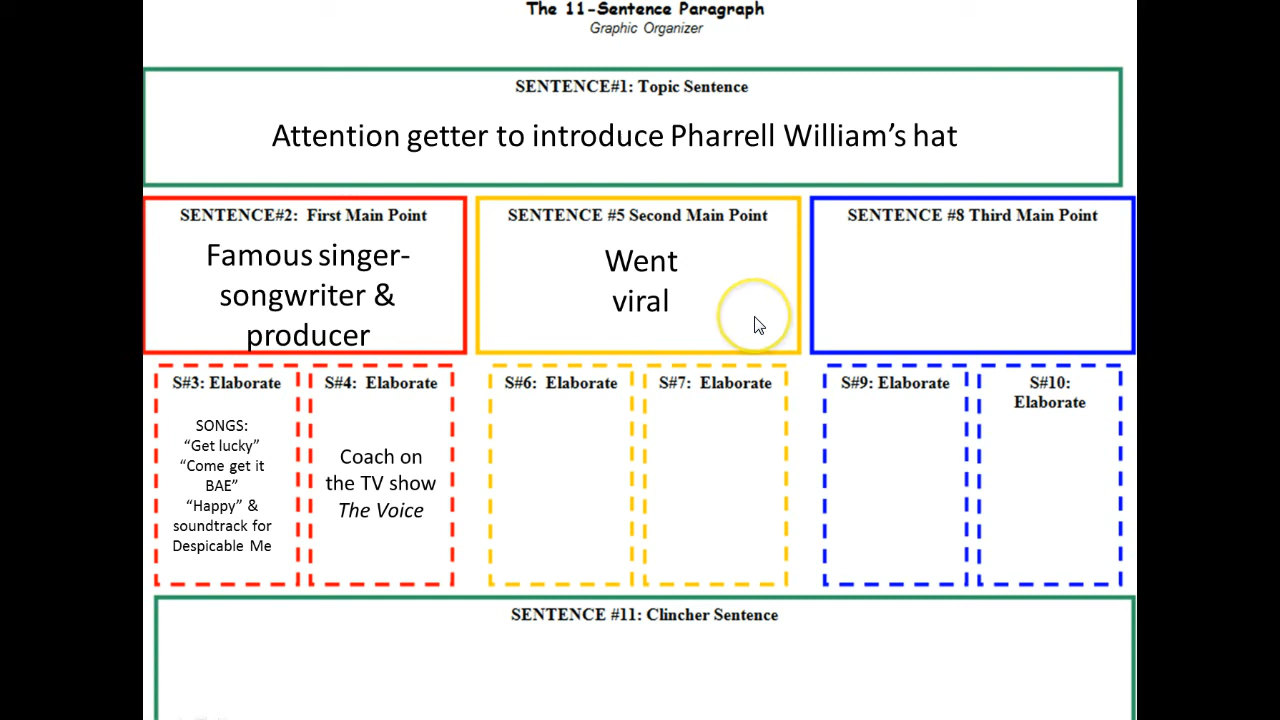 The 11-Sentence Paragraph
Graphic Organizer
SENTENCE#1: Topic Sentence
Attention getter to introduce Pharrell William’s hat
SENTENCE#2: First Main Point
Famous singer-
songwriter &
producer
SENTENCE #5 Second Main Point
Went
viral
SENTENCE #8 Third Main Point
S#3: Elaborate
SONGS:
“Get lucky”
“Come get it
BAE”
“Happy” &
soundtrack for
Despicable Me
S#4: Elaborate
Coach on
the TV show
The Voice
S#6: Elaborate
S#7: Elaborate
S#9: Elaborate
S#10:
Elaborate
SENTENCE #11: Clincher Sentence